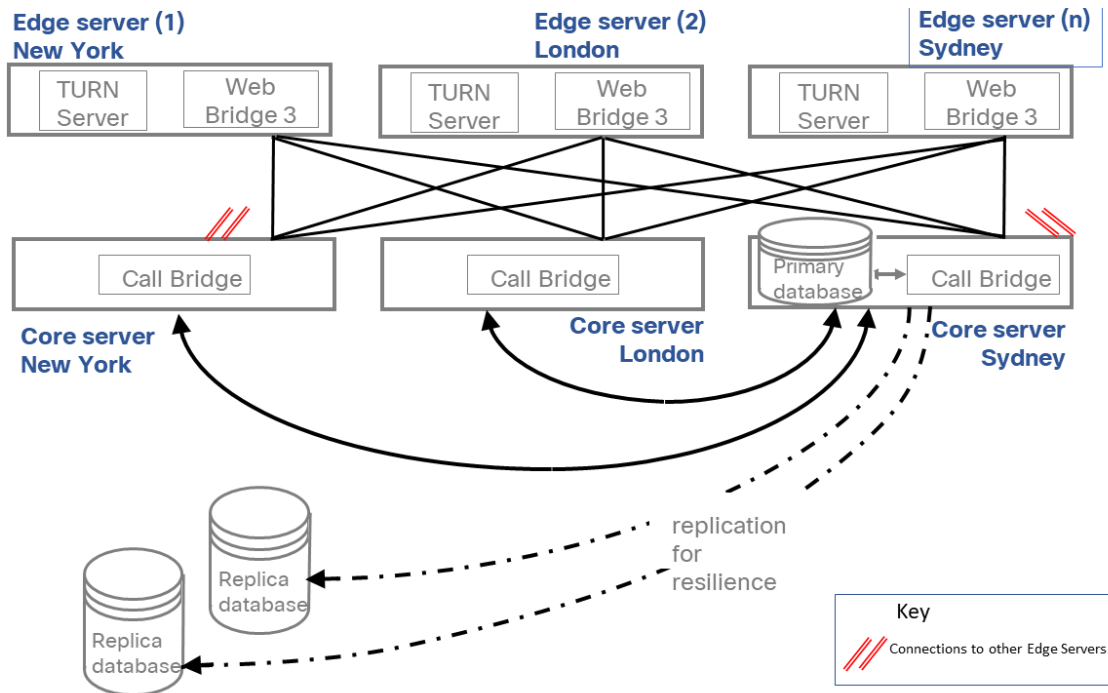 Edge server (1)
New York
Edge server (2)
London
Edge server (n)
Sydney
TURN
Server
Web
Bridge 3
TURN
Server
Web
Bridge 3
TURN
Server
Web
Bridge 3
Call Bridge
Call Bridge
Primary
database
Call Bridge
Core server
New York
Core server
London
Core server
Sydney
replication
for
resilience
Replica
database
Replica
database
Key
Connections to other Edge Servers